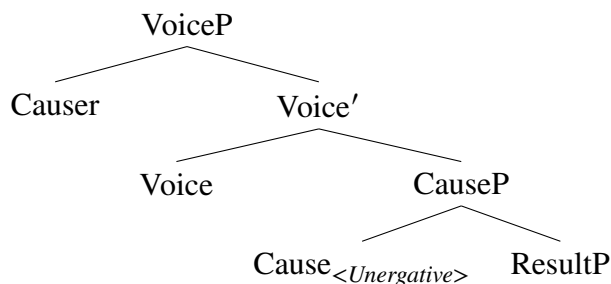 VoiceP
Causer Voice′
Voice CauseP
Cause<Unergative> ResultP